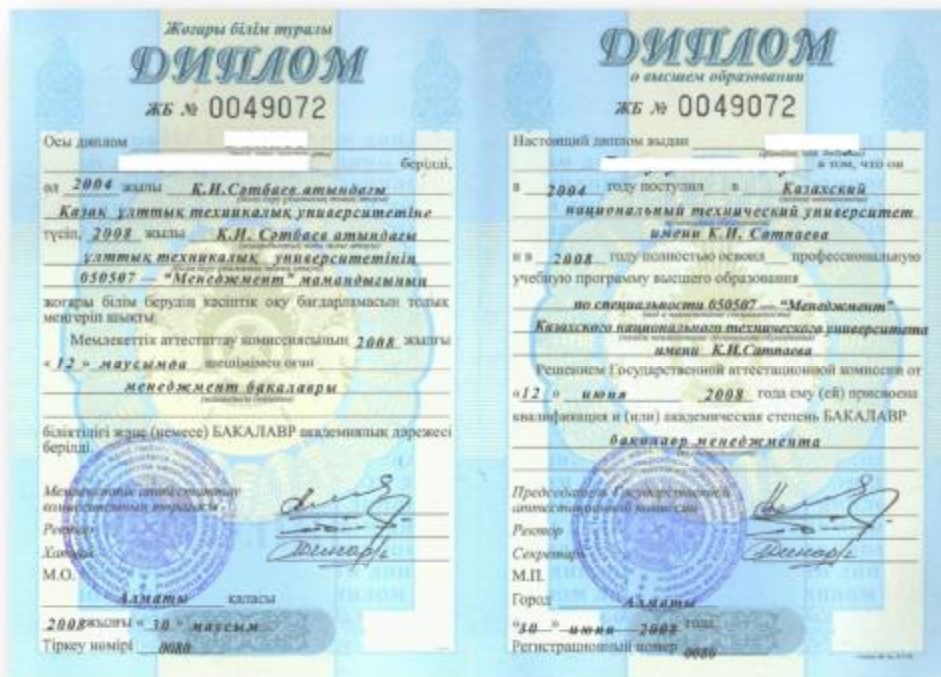 Жоғары білім туралы
ДИПЛОМ
ЖБ № 0049072
Осы диплом
берілді,
ол 2004 жылы К.И.Сәтбаев атындағы
Қазақ ұлттық техникалық университетіне
түсіп, 2008 жылы К.И. Сәтбаев атындағы
ұлттық техникалық университетінің
050507 — "Менеджмент" мамандығының
жоғары білім берудің кәсіптік оқу бағдарламасын толық
меңгеріп шықты.
Мемлекеттік аттестаттау комиссиясының 2008 жылғы
« 12 » маусымда шешімімен оған
менеджмент бакалавры
біліктілігі және (немесе) БАКАЛАВР академиялық дәрежесі
берілді.
Мемлекеттік аттестаттау
комиссиясының төрағасы
Ректор
Хатшы
М.О.
Алматы қаласы
2008 жылғы « 30 » маусым
Тіркеу нөмірі 0080
ДИПЛОМ
о высшем образовании
ЖБ № 0049072
Настоящий диплом выдан
в том, что он
в 2004 году поступил в Казахский
национальный технический университет
имени К.И. Сатпаева
и в 2008 году полностью освоил профессиональную
учебную программу высшего образования
по специальности 050507 — "Менеджмент"
Казахского национального технического университета
имени К.И.Сатпаева
Решением Государственной аттестационной комиссии от
«12 » июня 2008 года ему (ей) присвоена
квалификация и (или) академическая степень БАКАЛАВР
бакалавр менеджмента
Председатель Государственной
аттестационной комиссии
Ректор
Секретарь
М.П.
Город Алматы
"30 " июня 2008 года
Регистрационный номер 0080